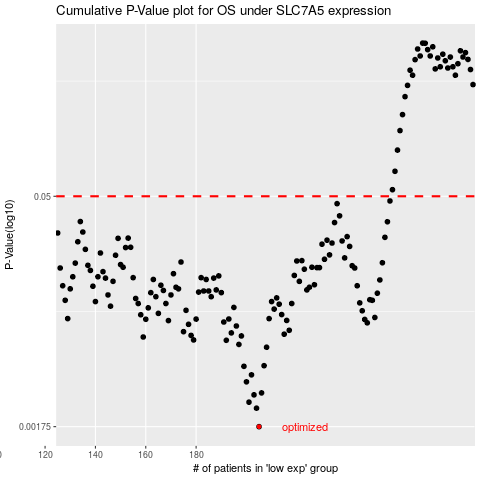 Cumulative P-Value plot for OS under SLC7A5 expression
P-Value(log10)
0.05
0.00175
optimized
0 120 140 160 180
# of patients in 'low exp' group